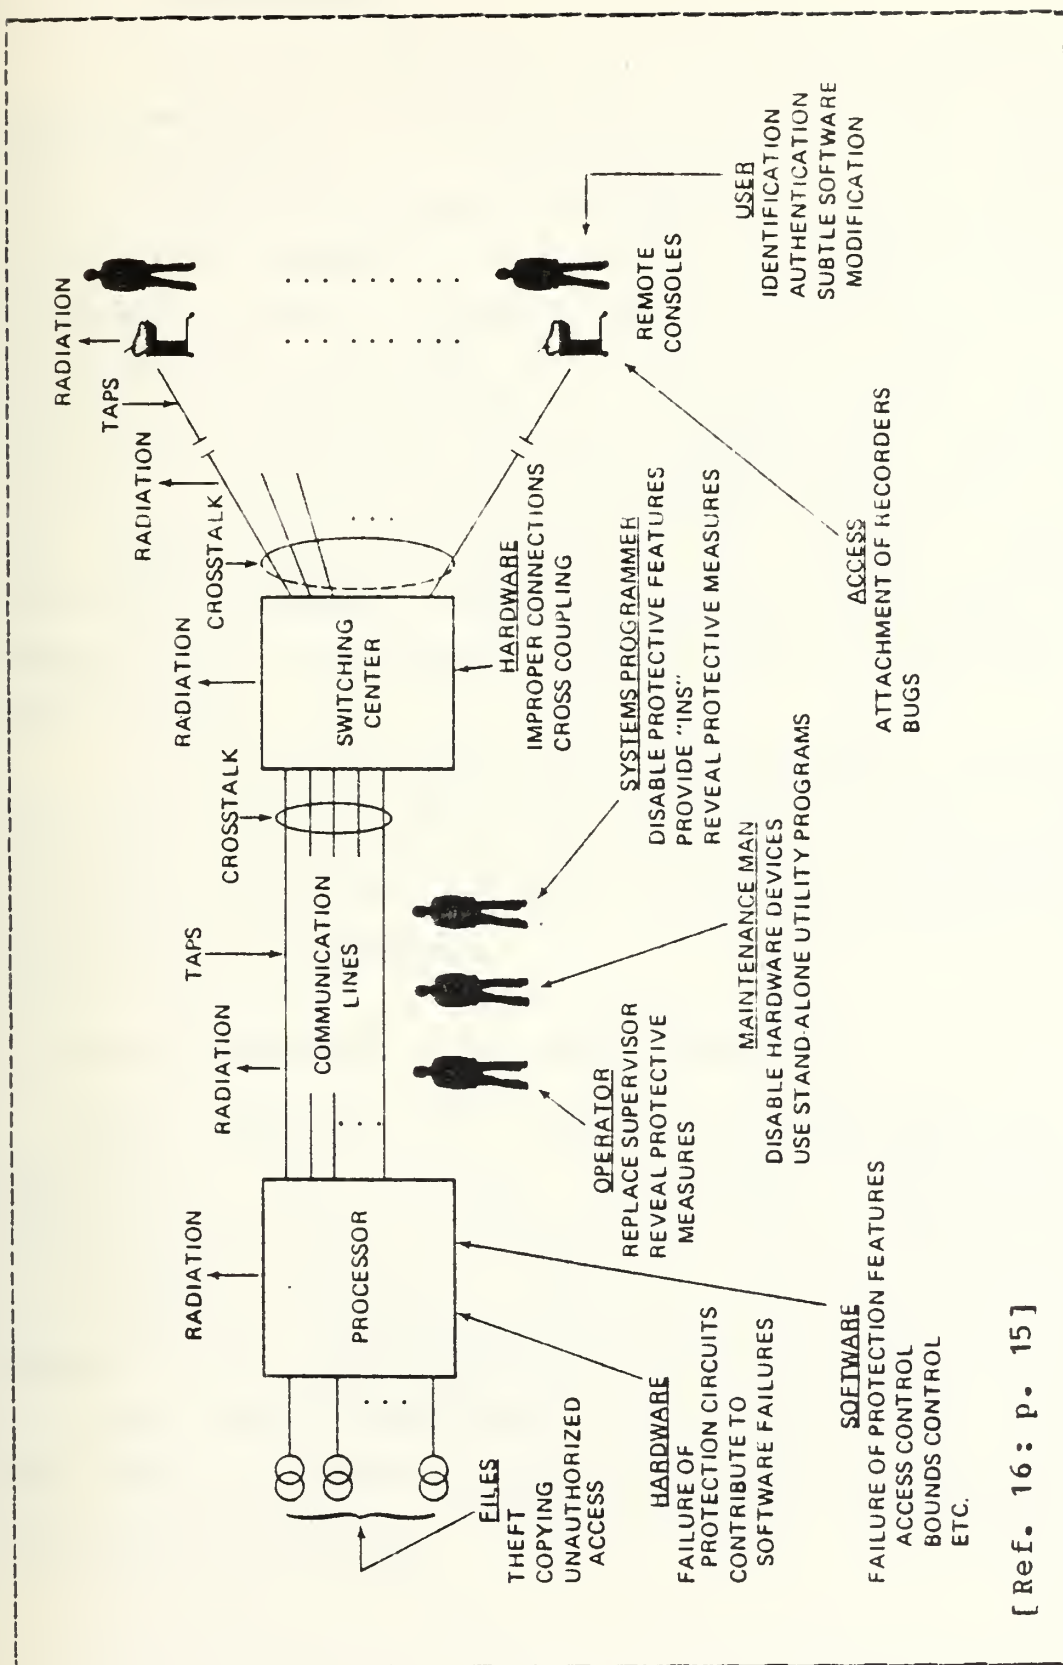 RADIATION
TAPS
RADIATION
CROSSTALK
RADIATION
CROSSTALK
TAPS
RADIATION
RADIATION
PROCESSOR
COMMUNICATION
LINES
SWITCHING
CENTER
REMOTE
CONSOLES
FILES
THEFT
COPYING
UNAUTHORIZED
ACCESS
HARDWARE
FAILURE OF
PROTECTION CIRCUITS
CONTRIBUTE TO
SOFTWARE FAILURES
SOFTWARE
FAILURE OF PROTECTION FEATURES
ACCESS CONTROL
BOUNDS CONTROL
ETC.
OPERATOR
REPLACE SUPERVISOR
REVEAL PROTECTIVE
MEASURES
MAINTENANCE MAN
DISABLE HARDWARE DEVICES
USE STAND-ALONE UTILITY PROGRAMS
SYSTEMS PROGRAMMER
DISABLE PROTECTIVE FEATURES
PROVIDE "INS"
REVEAL PROTECTIVE MEASURES
HARDWARE
IMPROPER CONNECTIONS
CROSS COUPLING
ACCESS
ATTACHMENT OF RECORDERS
BUGS
USER
IDENTIFICATION
AUTHENTICATION
SUBTLE SOFTWARE
MODIFICATION
[Ref. 16: p. 15]